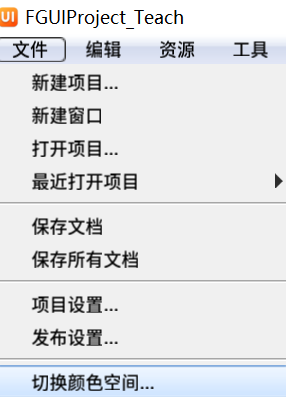 UI FGUIProject_Teach
文件 编辑 资源 工具
新建项目...
新建窗口
打开项目...
最近打开项目
保存文档
保存所有文档
项目设置...
发布设置...
切换颜色空间...